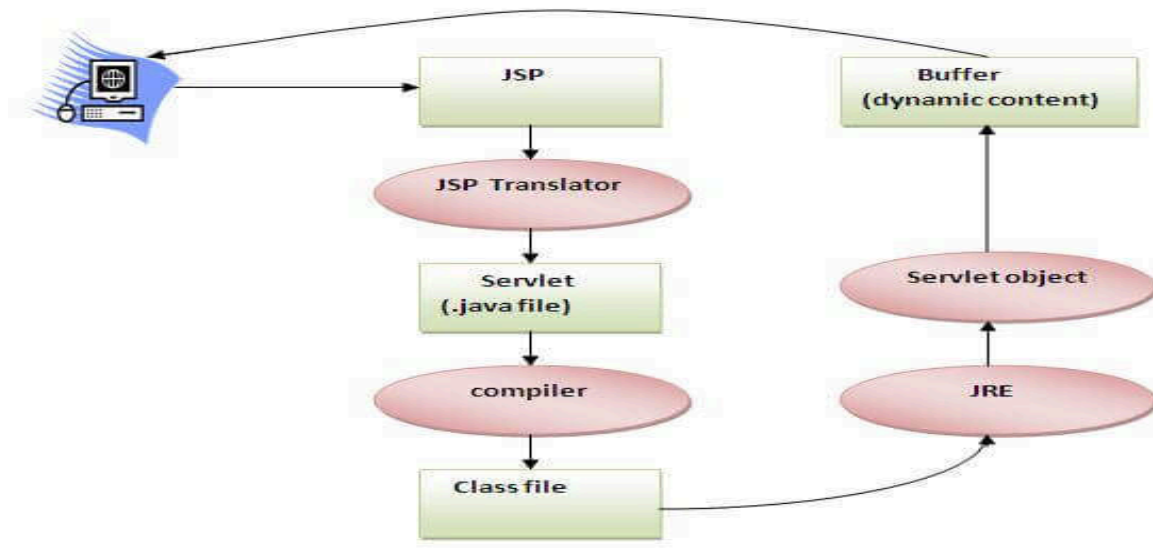 JSP
JSP Translator
Servlet
(.java file)
compiler
Class file
Buffer
(dynamic content)
Servlet object
JRE